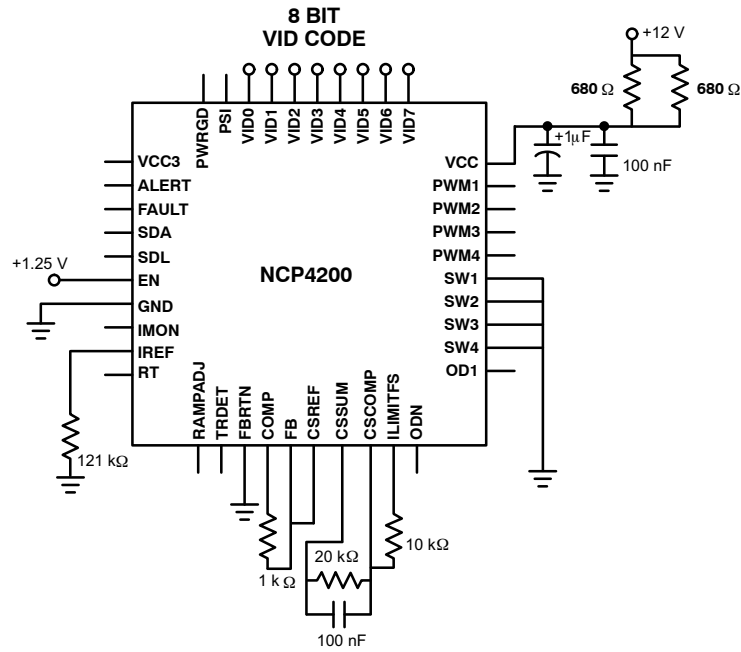 8 BIT
VID CODE
+12 V
680 Ω
680 Ω
+1μF
100 nF
PWRGD
PSI
VID0
VID1
VID2
VID3
VID4
VID5
VID6
VID7
VCC3
ALERT
FAULT
SDA
SDL
+1.25 V
EN
GND
IMON
IREF
RT
121 kΩ
NCP4200
VCC
PWM1
PWM2
PWM3
PWM4
SW1
SW2
SW3
SW4
OD1
RAMPADJ
TRDET
FBRTN
COMP
FB
CSREF
CSSUM
CSCOMP
ILIMITFS
ODN
1 kΩ
20 kΩ
10 kΩ
100 nF